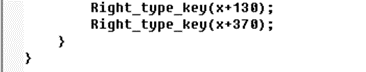 Right_type_key(x+130);
Right_type_key(x+370);
}
}